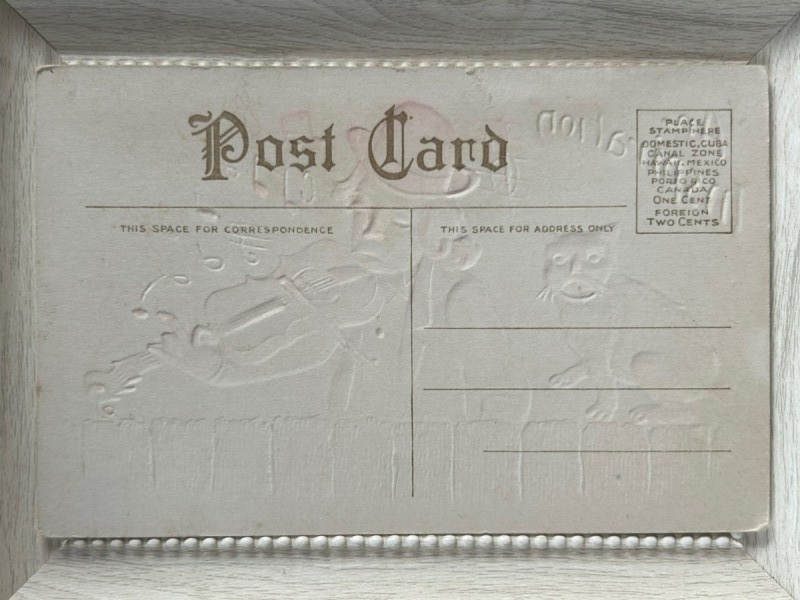 Post Card
THIS SPACE FOR CORRESPONDENCE
THIS SPACE FOR ADDRESS ONLY
PLACE
STAMP HERE
DOMESTIC, CUBA
CANAL ZONE
HAWAII, MEXICO
PHILIPPINES
PORTO RICO
CANADA
ONE CENT
FOREIGN
TWO CENTS